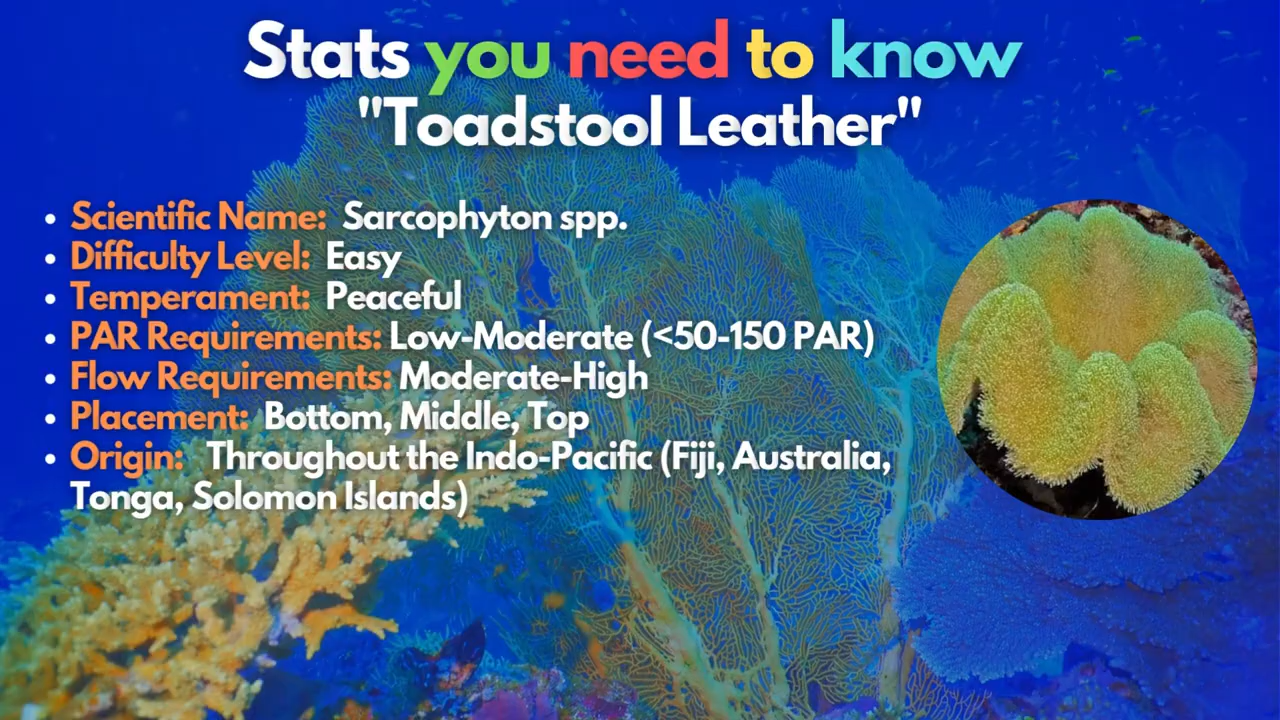 Stats you need to know
"Toadstool Leather"
• Scientific Name: Sarcophyton spp.
• Difficulty Level: Easy
• Temperament: Peaceful
• PAR Requirements: Low-Moderate (<50-150 PAR)
• Flow Requirements: Moderate-High
• Placement: Bottom, Middle, Top
• Origin: Throughout the Indo-Pacific (Fiji, Australia,
Tonga, Solomon Islands)